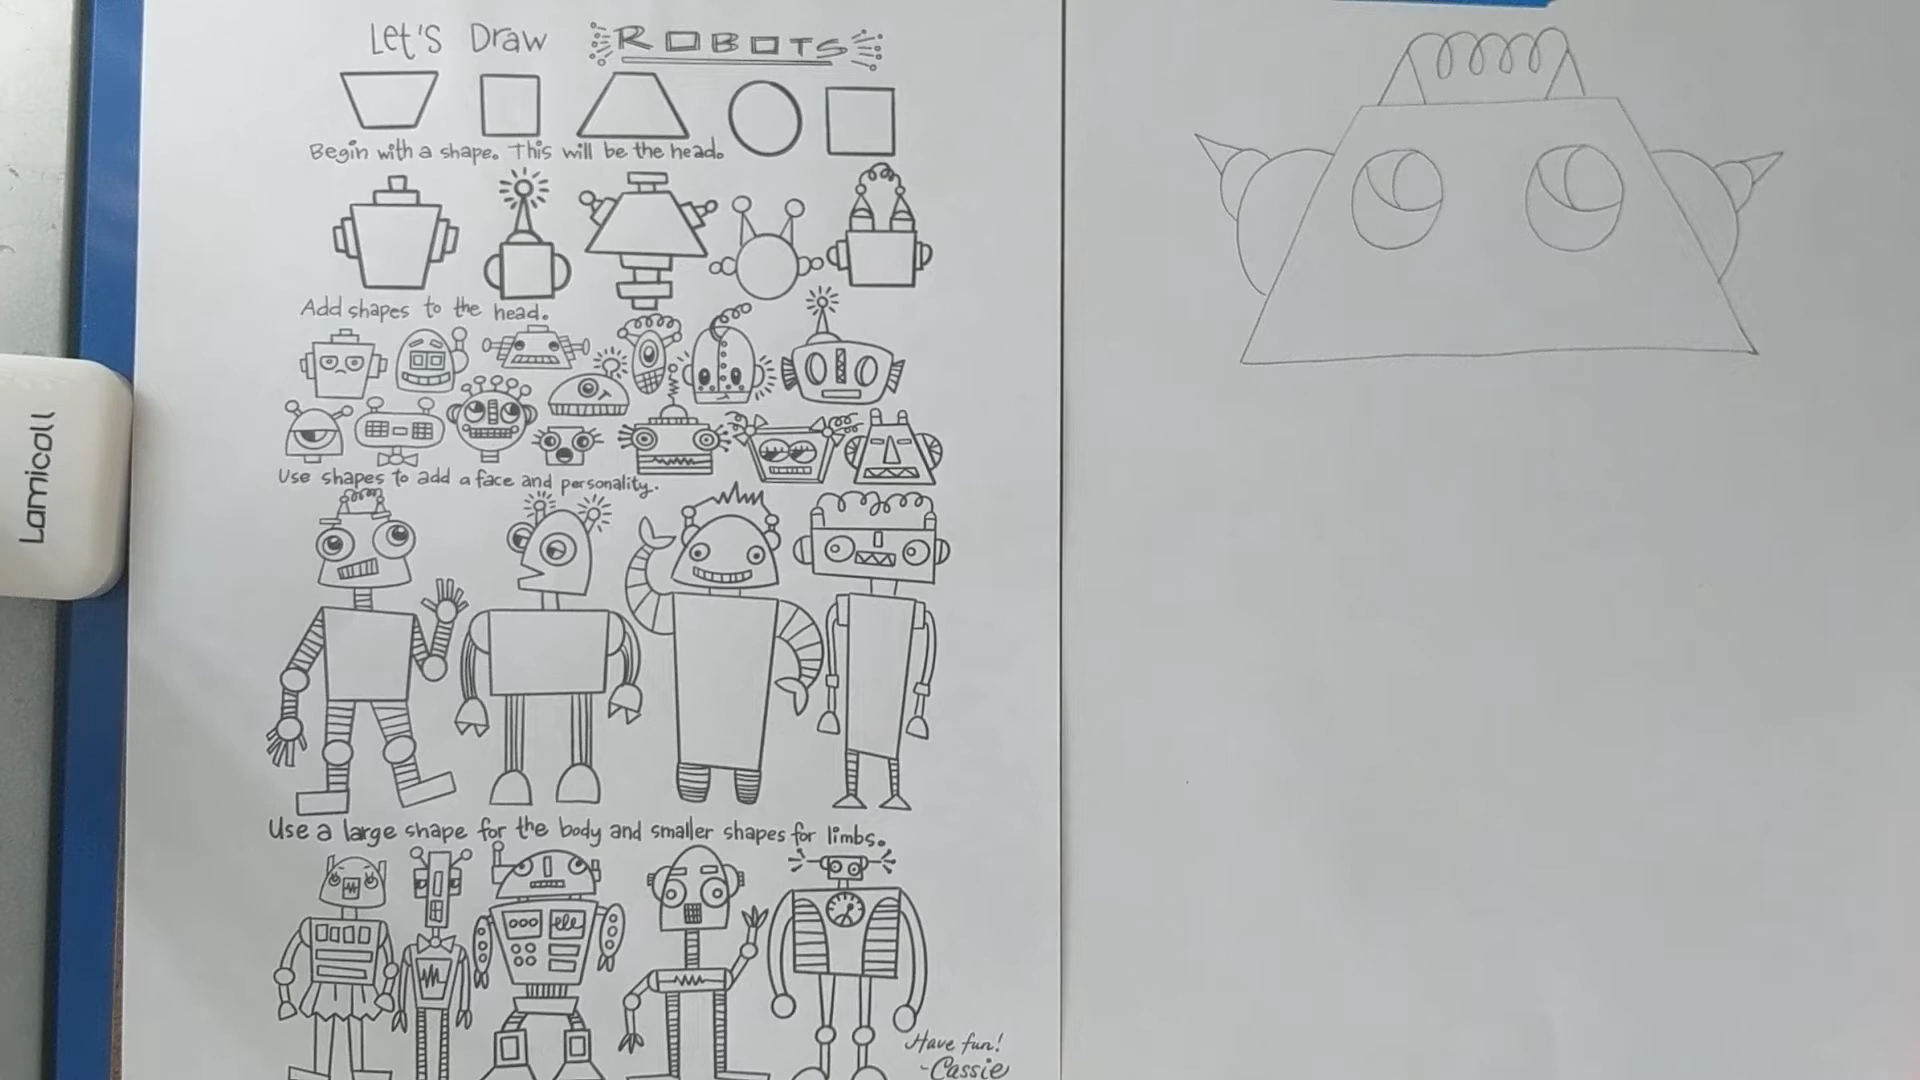 Let's Draw ROBOTS
Begin with a shape. This will be the head.
Add shapes to the head.
Use shapes to add a face and personality.
Use a large shape for the body and smaller shapes for limbs.
Have fun!
-Cassie
Lamicall